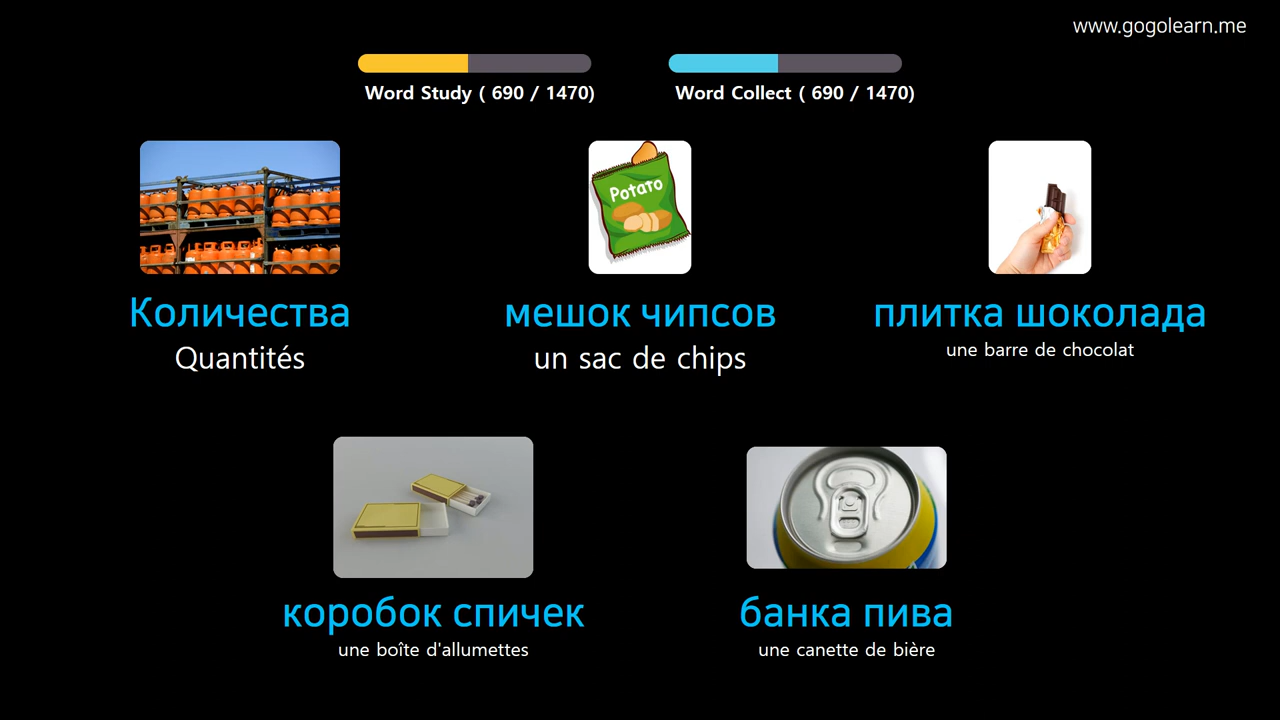 www.gogolearn.me
Word Study ( 690 / 1470)
Word Collect ( 690 / 1470)
Potato
Количества
Quantités
мешок чипсов
un sac de chips
плитка шоколада
une barre de chocolat
коробок спичек
une boîte d'allumettes
банка пива
une canette de bière